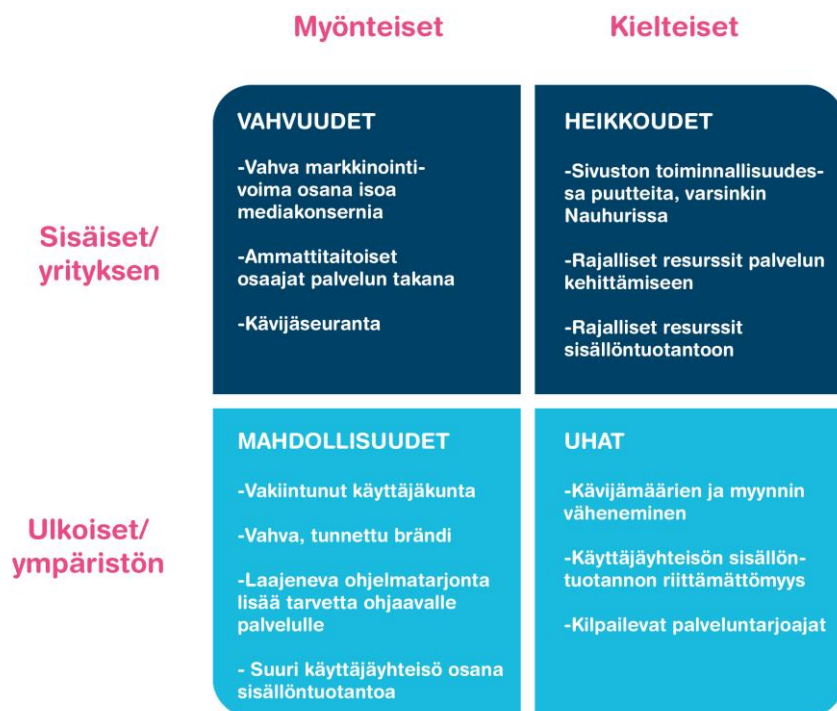 Myönteiset
Kielteiset
Sisäiset/
yrityksen
VAHVUUDET
-Vahva markkinointi-
voima osana isoa
mediakonsernia
-Ammattitaitoiset
osaajat palvelun takana
-Kävijäseuranta
HEIKKOUDET
-Sivuston toiminnallisuudes-
sa puutteita, varsinkin
Nauhurissa
-Rajalliset resurssit palvelun
kehittämiseen
-Rajalliset resurssit
sisällöntuotantoon
Ulkoiset/
ympäristön
MAHDOLLISUUDET
-Vakiintunut käyttäjäkunta
-Vahva, tunnettu brändi
-Laajeneva ohjelmatarjonta
lisää tarvetta ohjaavalle
palvelulle
- Suuri käyttäjäyhteisö osana
sisällöntuotantoa
UHAT
-Kävijämäärien ja myynnin
väheneminen
-Käyttäjäyhteisön sisällön-
tuotannon riittämättömyys
-Kilpailevat palveluntarjoajat